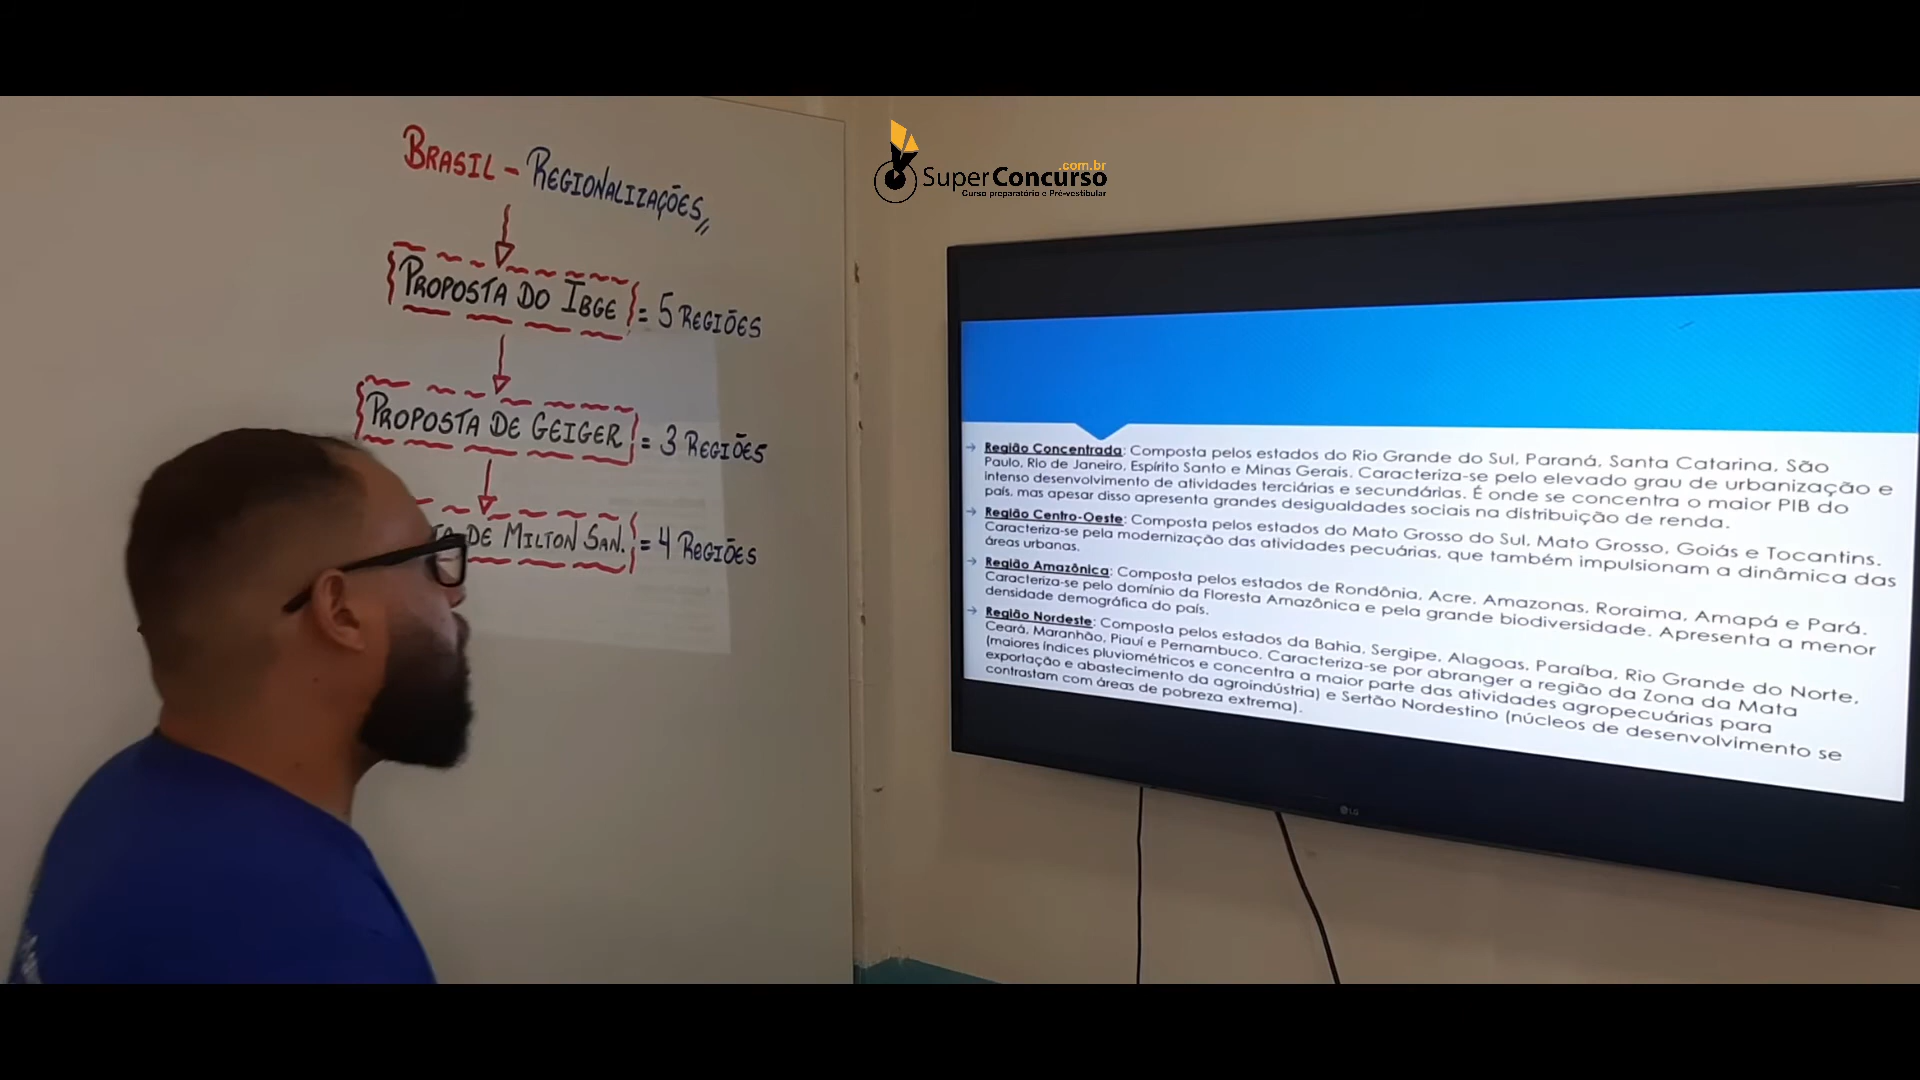 BRASIL - REGIONALIZAÇÕES,,
PROPOSTA DO IBGE = 5 REGIÕES
PROPOSTA DE GEIGER = 3 REGIÕES
TA DE MILTON SAN. = 4 REGIÕES
.com.br
SuperConcurso
Curso preparatório e Pré-vestibular
Região Concentrada: Composta pelos estados do Rio Grande do Sul, Paraná, Santa Catarina, São
Paulo, Rio de Janeiro, Espírito Santo e Minas Gerais. Caracteriza-se pelo elevado grau de urbanização e
intenso desenvolvimento de atividades terciárias e secundárias. É onde se concentra o maior PIB do
país, mas apesar disso apresenta grandes desigualdades sociais na distribuição de renda.
Região Centro-Oeste: Composta pelos estados do Mato Grosso do Sul, Mato Grosso, Goiás e Tocantins.
Caracteriza-se pela modernização das atividades pecuárias, que também impulsionam a dinâmica das
áreas urbanas.
Região Amazônica: Composta pelos estados de Rondônia, Acre, Amazonas, Roraima, Amapá e Pará.
Caracteriza-se pelo domínio da Floresta Amazônica e pela grande biodiversidade. Apresenta a menor
densidade demográfica do país.
Região Nordeste: Composta pelos estados da Bahia, Sergipe, Alagoas, Paraíba, Rio Grande do Norte,
Ceará, Maranhão, Piauí e Pernambuco. Caracteriza-se por abranger a região da Zona da Mata
(maiores índices pluviométricos e concentra a maior parte das atividades agropecuárias para
exportação e abastecimento da agroindústria) e Sertão Nordestino (núcleos de desenvolvimento se
contrastam com áreas de pobreza extrema).
LG